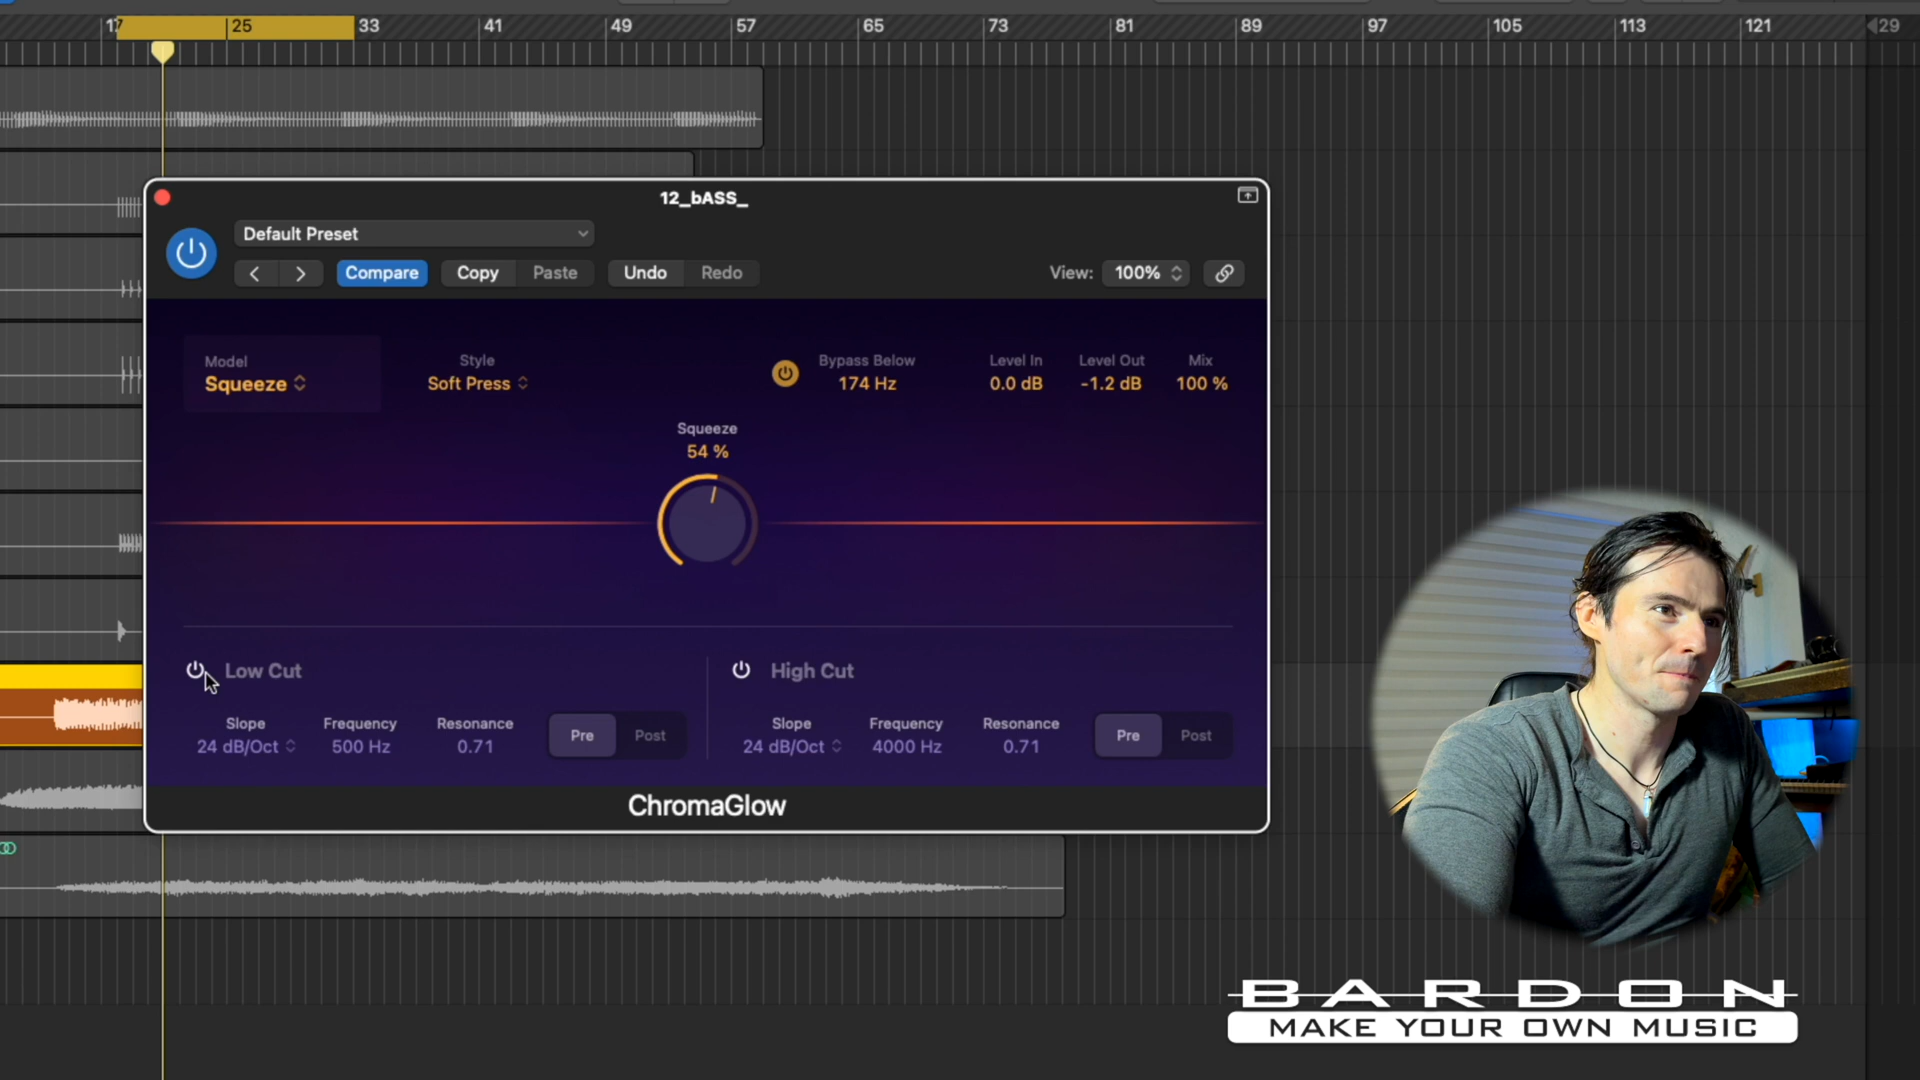 17 25 33 41 49 57 65 73 81 89 97 105 113 121 29
12_bASS_
Default Preset
Compare Copy Paste Undo Redo View: 100%
Model Style Bypass Below Level In Level Out Mix
Squeeze Soft Press 174 Hz 0.0 dB -1.2 dB 100 %
Squeeze
54 %
Low Cut High Cut
Slope Frequency Resonance Pre Post Slope Frequency Resonance Pre Post
24 dB/Oct 500 Hz 0.71 24 dB/Oct 4000 Hz 0.71
ChromaGlow
BARDON
MAKE YOUR OWN MUSIC